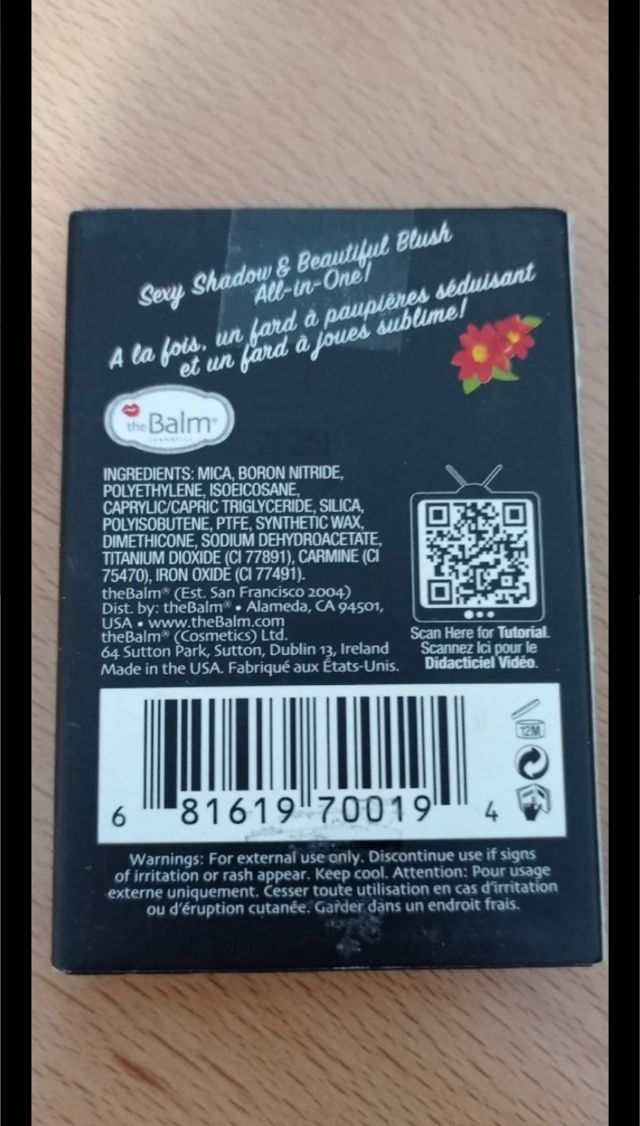 Sexy Shadow & Beautiful Blush
All-in-One!
A la fois, un fard à paupières séduisant
et un fard à joues sublime!
theBalm®
COSMETICS
INGREDIENTS: MICA, BORON NITRIDE,
POLYETHYLENE, ISOEICOSANE,
CAPRYLIC/CAPRIC TRIGLYCERIDE, SILICA,
POLYISOBUTENE, PTFE, SYNTHETIC WAX,
DIMETHICONE, SODIUM DEHYDROACETATE,
TITANIUM DIOXIDE (CI 77891), CARMINE (CI
75470), IRON OXIDE (CI 77491).
theBalm® (Est. San Francisco 2004)
Dist. by: theBalm® • Alameda, CA 94501,
USA • www.theBalm.com
theBalm® (Cosmetics) Ltd.
64 Sutton Park, Sutton, Dublin 13, Ireland
Made in the USA. Fabriqué aux États-Unis.
Scan Here for Tutorial.
Scannez Ici pour le
Didacticiel Vidéo.
12M
6 81619 70019 4
Warnings: For external use only. Discontinue use if signs
of irritation or rash appear. Keep cool. Attention: Pour usage
externe uniquement. Cesser toute utilisation en cas d'irritation
ou d'éruption cutanée. Garder dans un endroit frais.